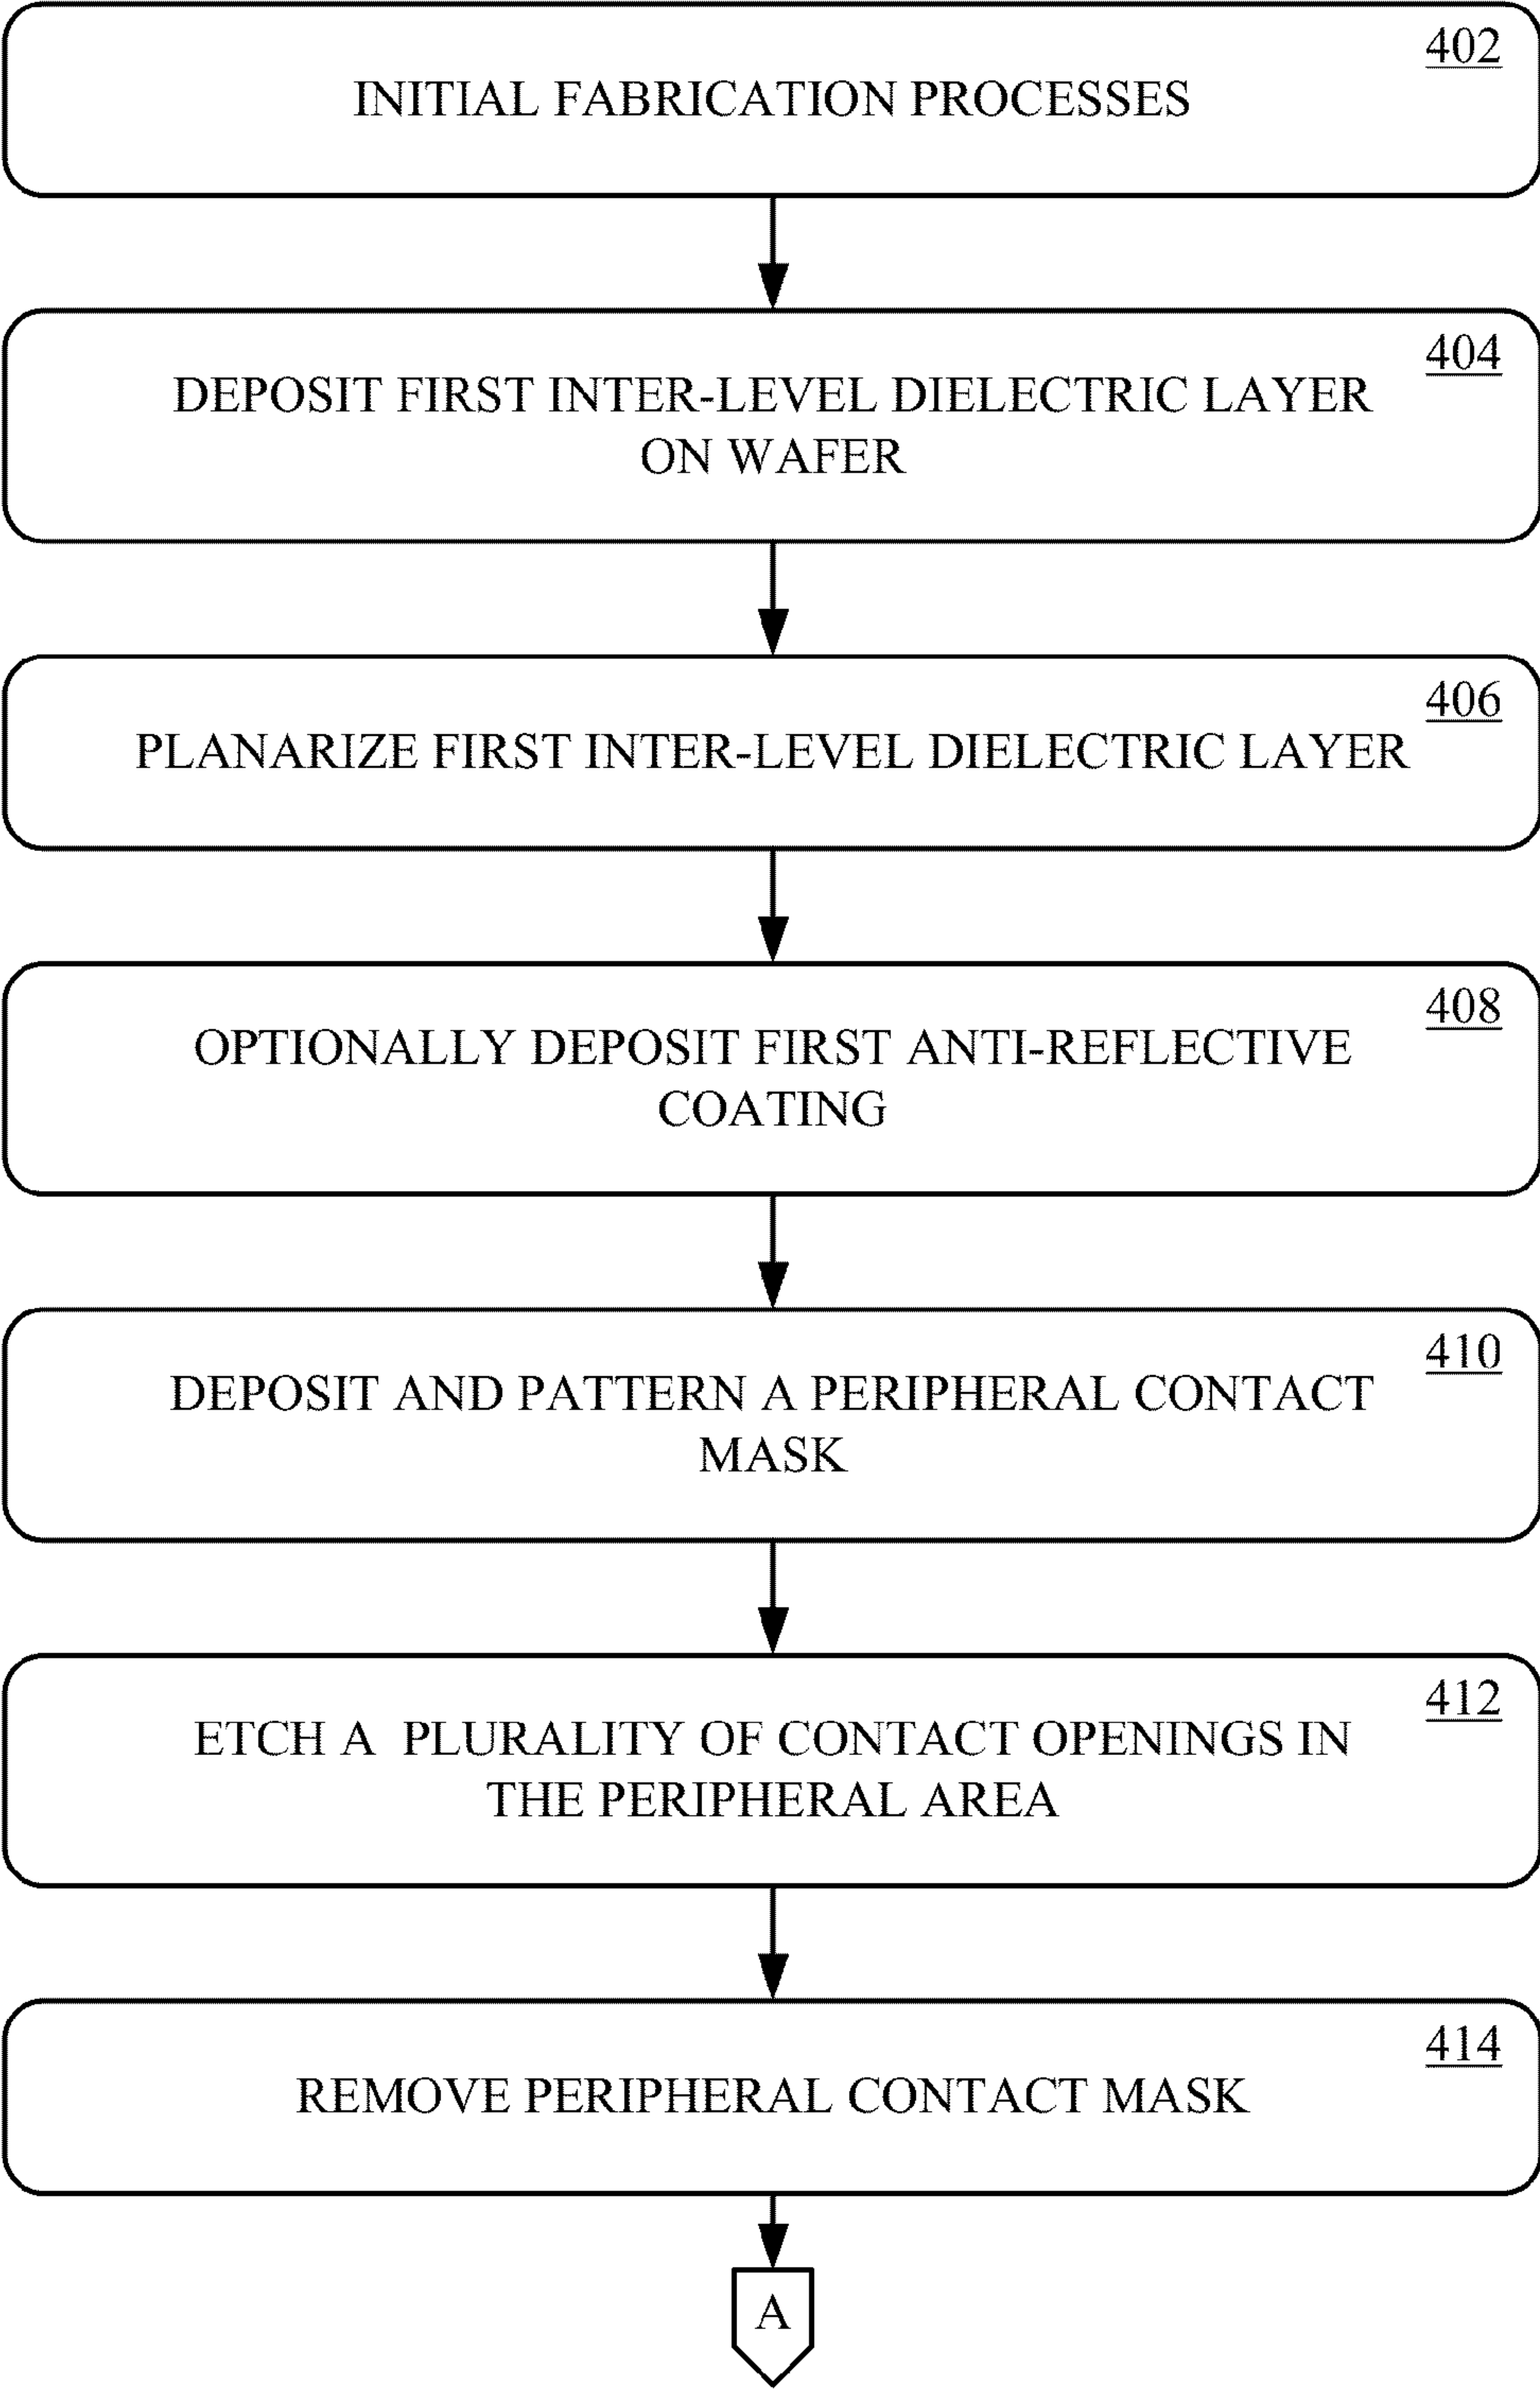 402
INITIAL FABRICATION PROCESSES
404
DEPOSIT FIRST INTER-LEVEL DIELECTRIC LAYER
ON WAFER
406
PLANARIZE FIRST INTER-LEVEL DIELECTRIC LAYER
408
OPTIONALLY DEPOSIT FIRST ANTI-REFLECTIVE
COATING
410
DEPOSIT AND PATTERN A PERIPHERAL CONTACT
MASK
412
ETCH A  PLURALITY OF CONTACT OPENINGS IN
THE PERIPHERAL AREA
414
REMOVE PERIPHERAL CONTACT MASK
A